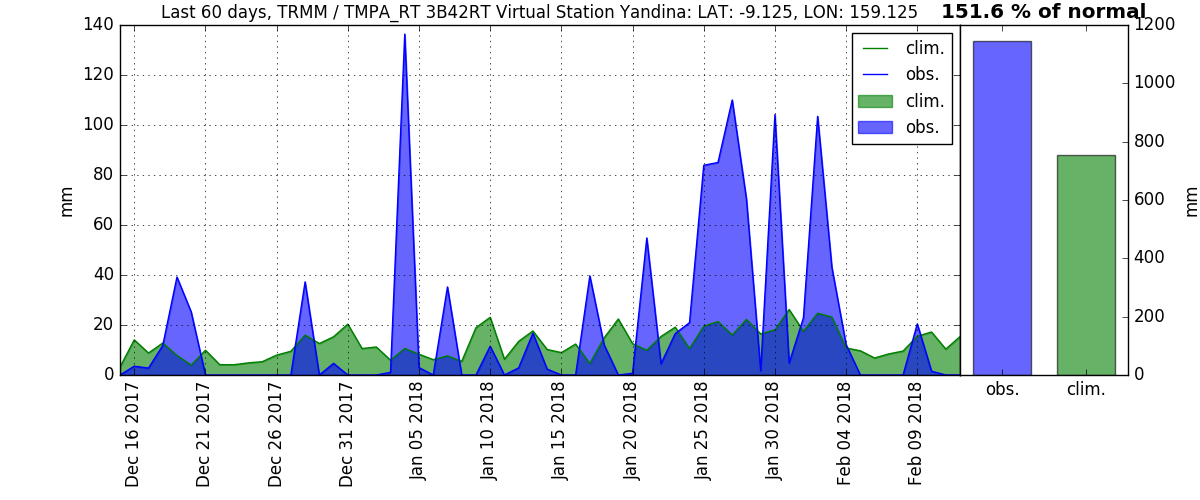 Last 60 days, TRMM / TMPA_RT 3B42RT Virtual Station Yandina: LAT: -9.125, LON: 159.125
151.6 % of normal
140
120
100
80
60
40
20
0
mm
clim.
obs.
clim.
obs.
Dec 16 2017
Dec 21 2017
Dec 26 2017
Dec 31 2017
Jan 05 2018
Jan 10 2018
Jan 15 2018
Jan 20 2018
Jan 25 2018
Jan 30 2018
Feb 04 2018
Feb 09 2018
1200
1000
800
600
400
200
0
mm
obs.
clim.